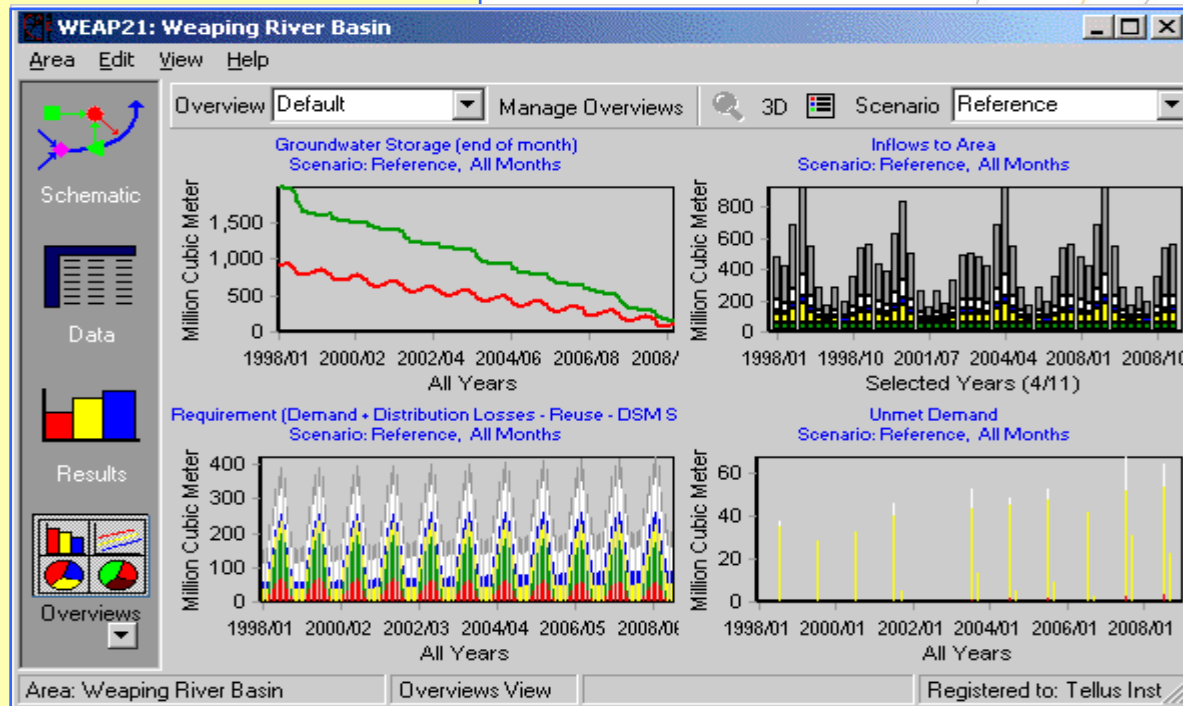 WEAP21: Weaping River Basin
Area Edit View Help
Overview Default Manage Overviews 3D Scenario Reference
Schematic
Data
Results
Overviews
Groundwater Storage (end of month)
Scenario: Reference, All Months
Million Cubic Meter
1,500
1,000
500
0
1998/01 2000/02 2002/04 2004/06 2006/08 2008/
All Years
Inflows to Area
Scenario: Reference, All Months
Million Cubic Meter
800
600
400
200
0
1998/01 1998/10 2001/07 2004/04 2008/01 2008/10
Selected Years (4/11)
Requirement (Demand + Distribution Losses - Reuse - DSM S
Scenario: Reference, All Months
Million Cubic Meter
400
300
200
100
0
1998/01 2000/02 2002/03 2004/04 2006/05 2008/06
All Years
Unmet Demand
Scenario: Reference, All Months
Million Cubic Meter
60
40
20
0
1998/01 2000/01 2002/01 2004/01 2006/01 2008/01
All Years
Area: Weaping River Basin Overviews View Registered to: Tellus Inst